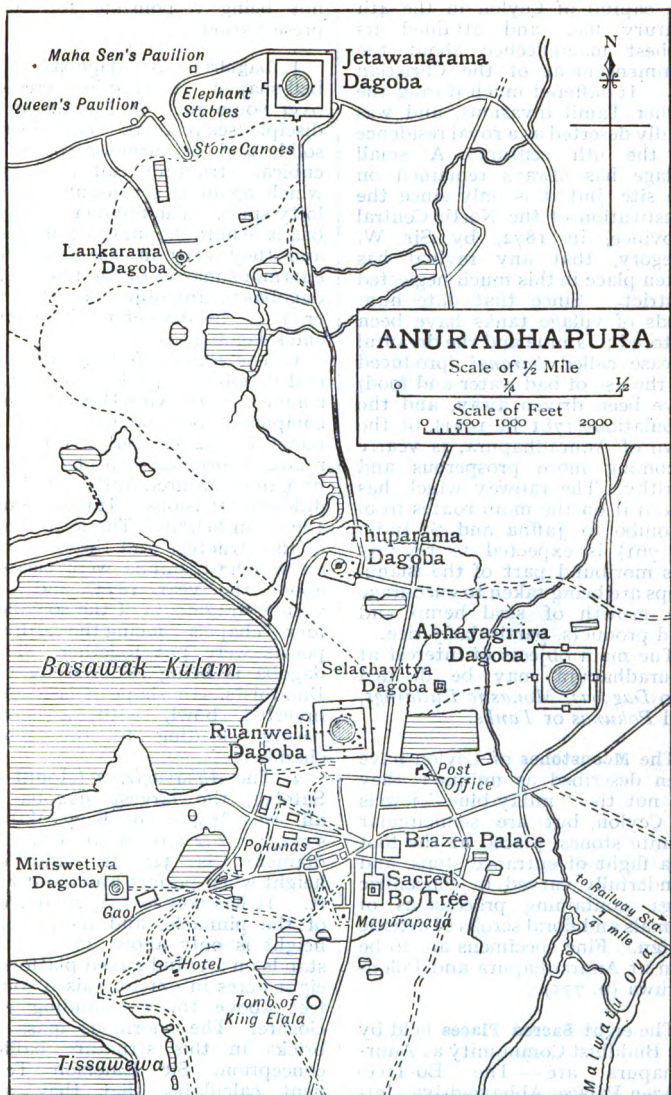 Maha Sen's Pavilion
Jetawanarama
Dagoba
N
Queen's Pavilion
Elephant
Stables
Stone Canoes
Lankarama
Dagoba
ANURADHAPURA
Scale of ½ Mile
0 ¼ ½
Scale of Feet
0 500 1000 2000
Thuparama
Dagoba
Abhayagiriya
Dagoba
Basawak Kulam
Selachayitya
Dagoba
Ruanwelli
Dagoba
Post
Office
Pokunas
Brazen Palace
Miriswetiya
Dagoba
Sacred
Bo Tree
to Railway Sta.
¼ Mile
Gaol
Mayurapaya
Hotel
Tomb of
King Elala
Malwatu Oya
Tissawewa